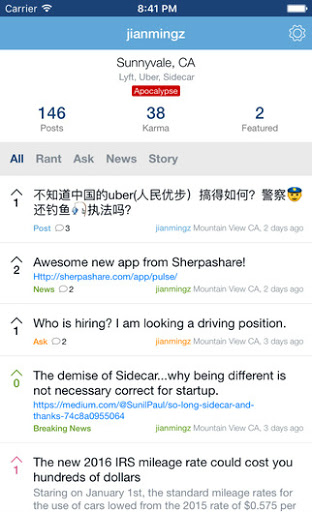 Carrier 8:41 PM
jianmingz
Sunnyvale, CA
Lyft, Uber, Sidecar
Apocalypse
146 38 2
Posts Karma Featured
All Rant Ask News Story
不知道中国的uber(人民优步）搞得如何？警察👮
1 还钓鱼🎣执法吗?
Post 3 jianmingz Mountain View CA, 2 days ago
Awesome new app from Sherpashare!
2 Http://sherpashare.com/app/pulse/
News 2 jianmingz Mountain View CA, 2 days ago
Who is hiring? I am looking a driving position.
1
Ask 2 jianmingz Mountain View CA, 3 days ago
The demise of Sidecar...why being different is
0 not necessary correct for startup.
https://medium.com/@SunilPaul/so-long-sidecar-and-
thanks-74c8a0955064
Breaking News jianmingz Mountain View CA, 3 days ago
The new 2016 IRS mileage rate could cost you
1 hundreds of dollars
Staring on January 1st, the standard mileage rates for
the use of cars lowed from the 2015 rate of $0.575 per